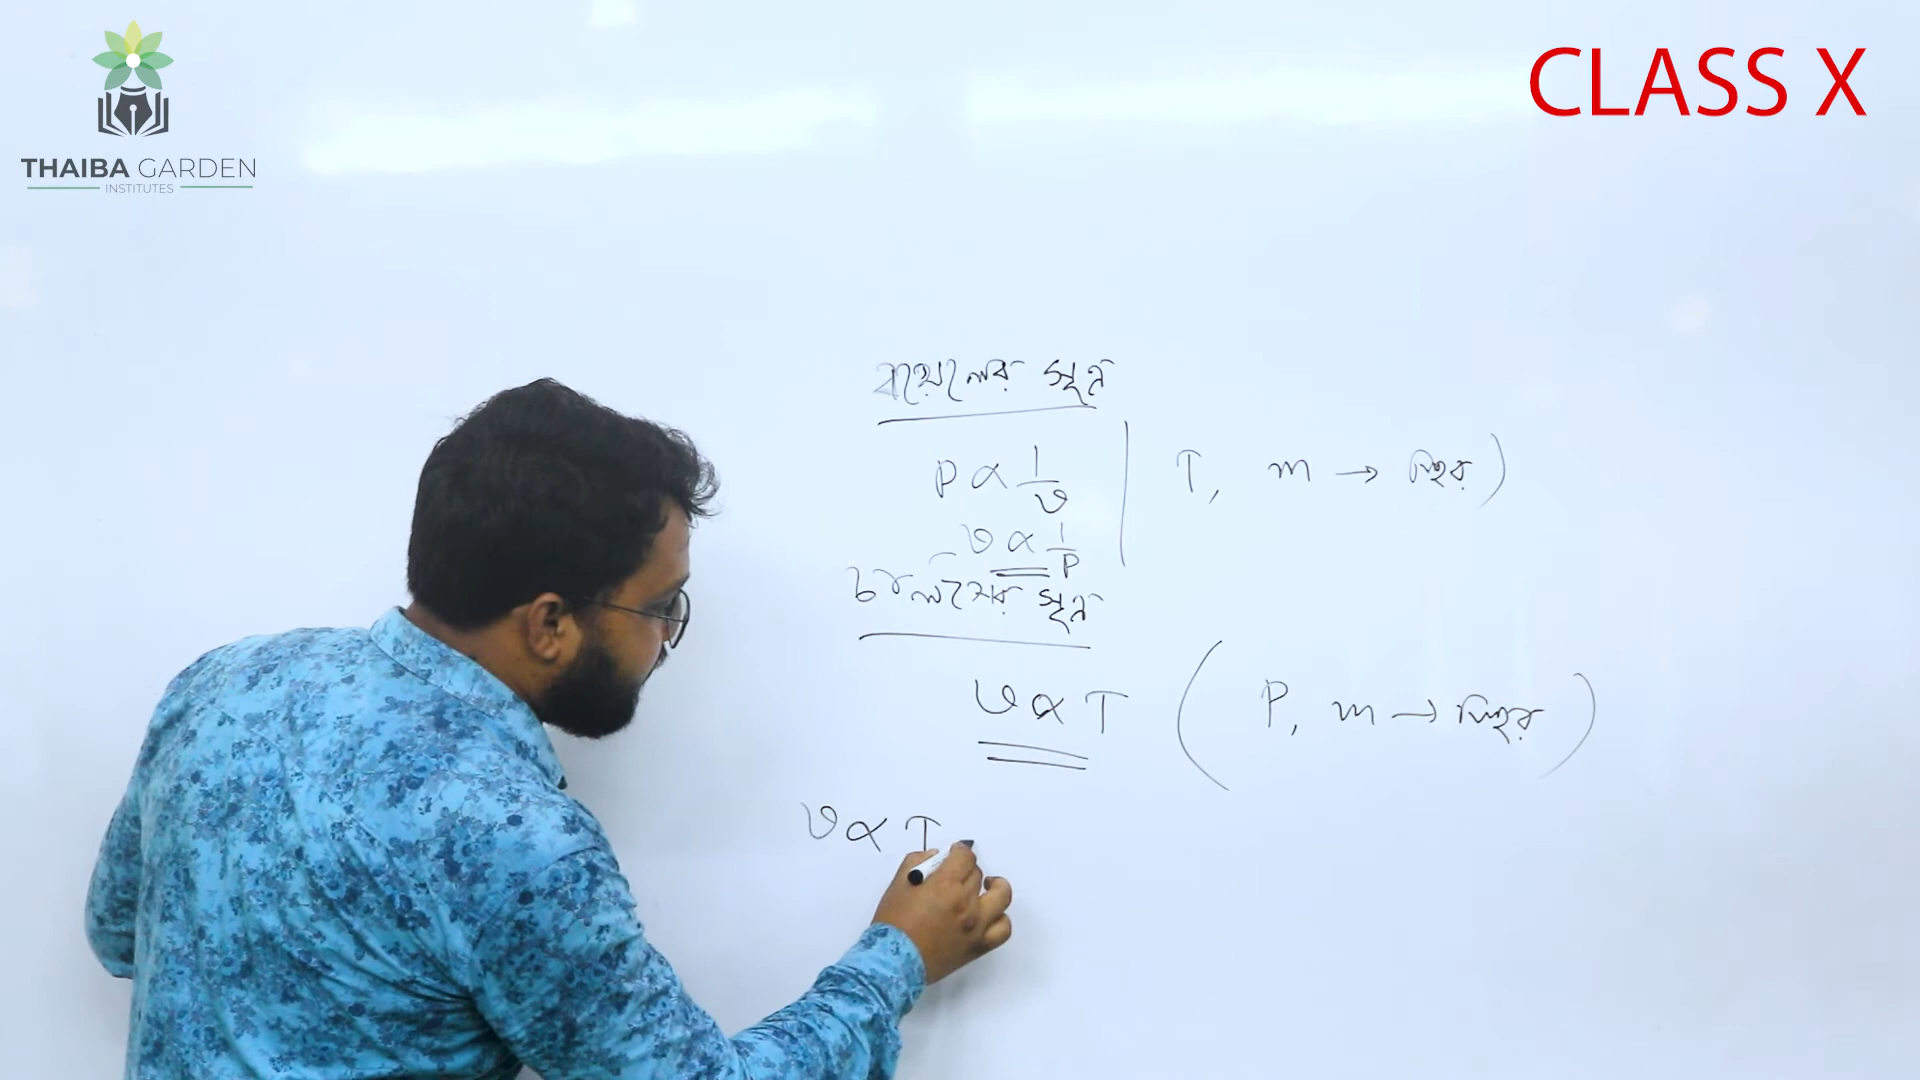 THAIBA GARDEN
INSTITUTES
CLASS X
বয়েলের সূত্র
P ∝ 1/V | T, m → স্থির)
V ∝ 1/P
চার্লসের সূত্র
V ∝ T ( P, m → স্থির )
V ∝ T